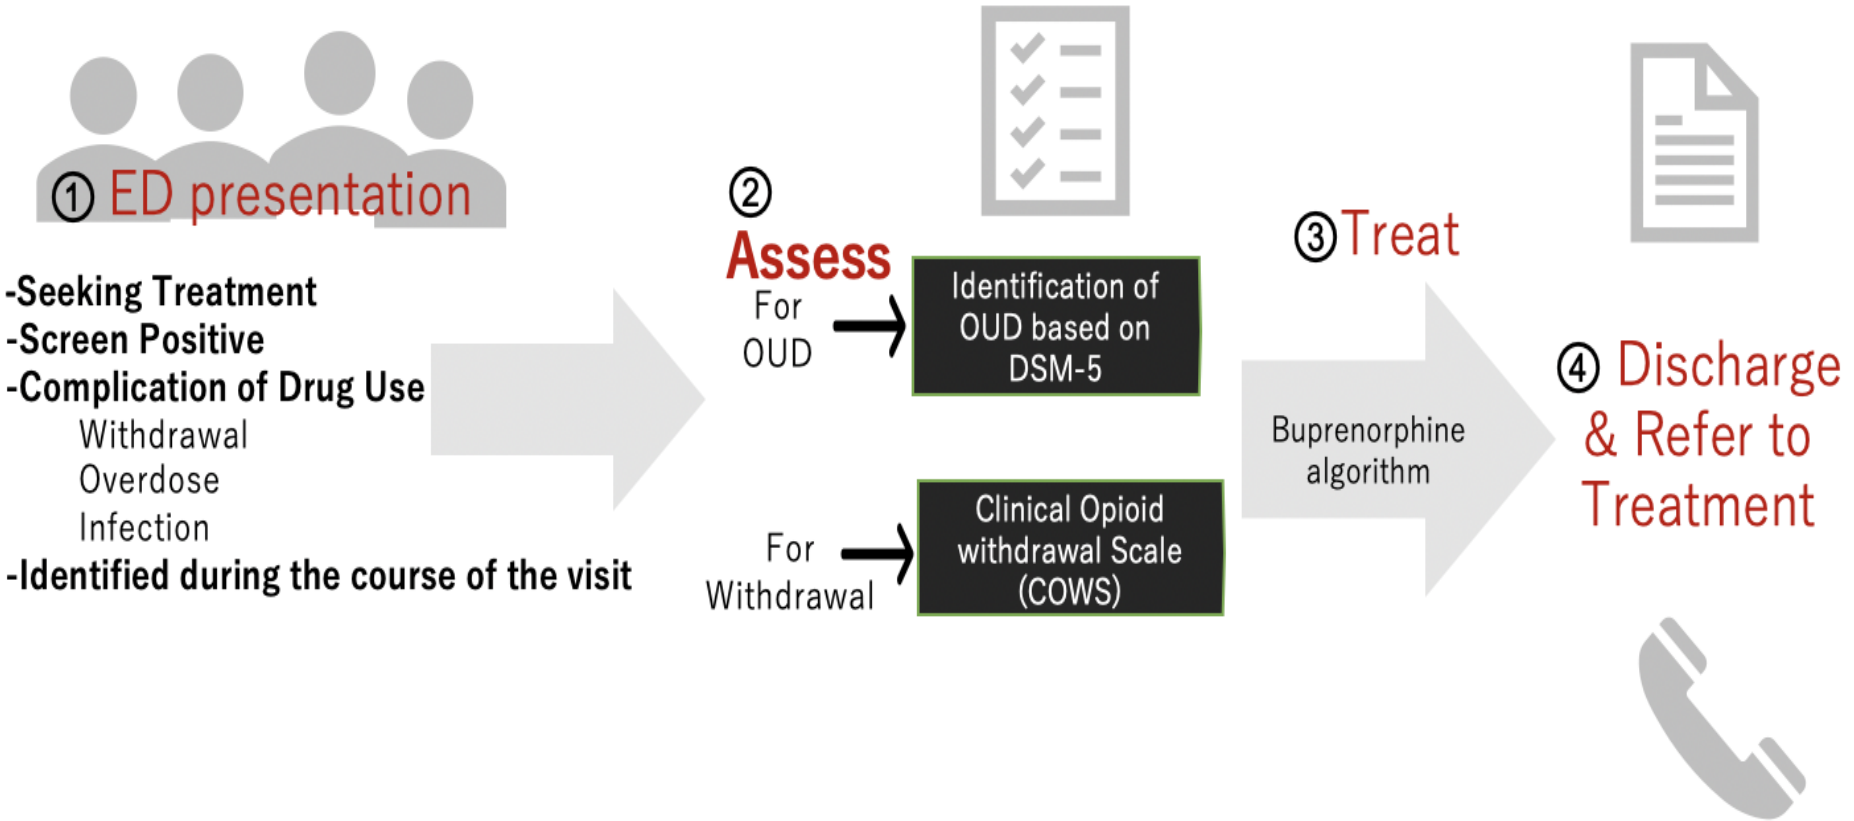 ① ED presentation
-Seeking Treatment
-Screen Positive
-Complication of Drug Use
Withdrawal
Overdose
Infection
-Identified during the course of the visit
②
Assess
For
OUD
Identification of
OUD based on
DSM-5
For
Withdrawal
Clinical Opioid
withdrawal Scale
(COWS)
③Treat
Buprenorphine
algorithm
④ Discharge
& Refer to
Treatment